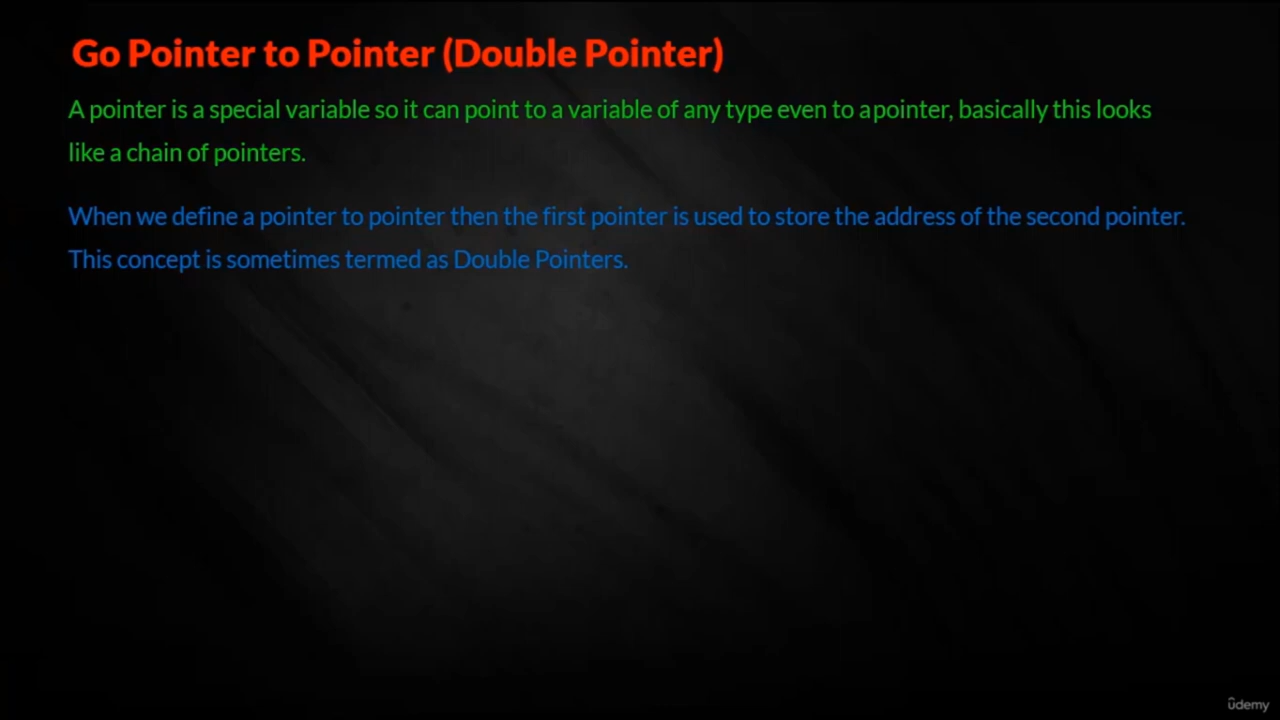 Go Pointer to Pointer (Double Pointer)
A pointer is a special variable so it can point to a variable of any type even to a pointer, basically this looks
like a chain of pointers.
When we define a pointer to pointer then the first pointer is used to store the address of the second pointer.
This concept is sometimes termed as Double Pointers.
ûdemy